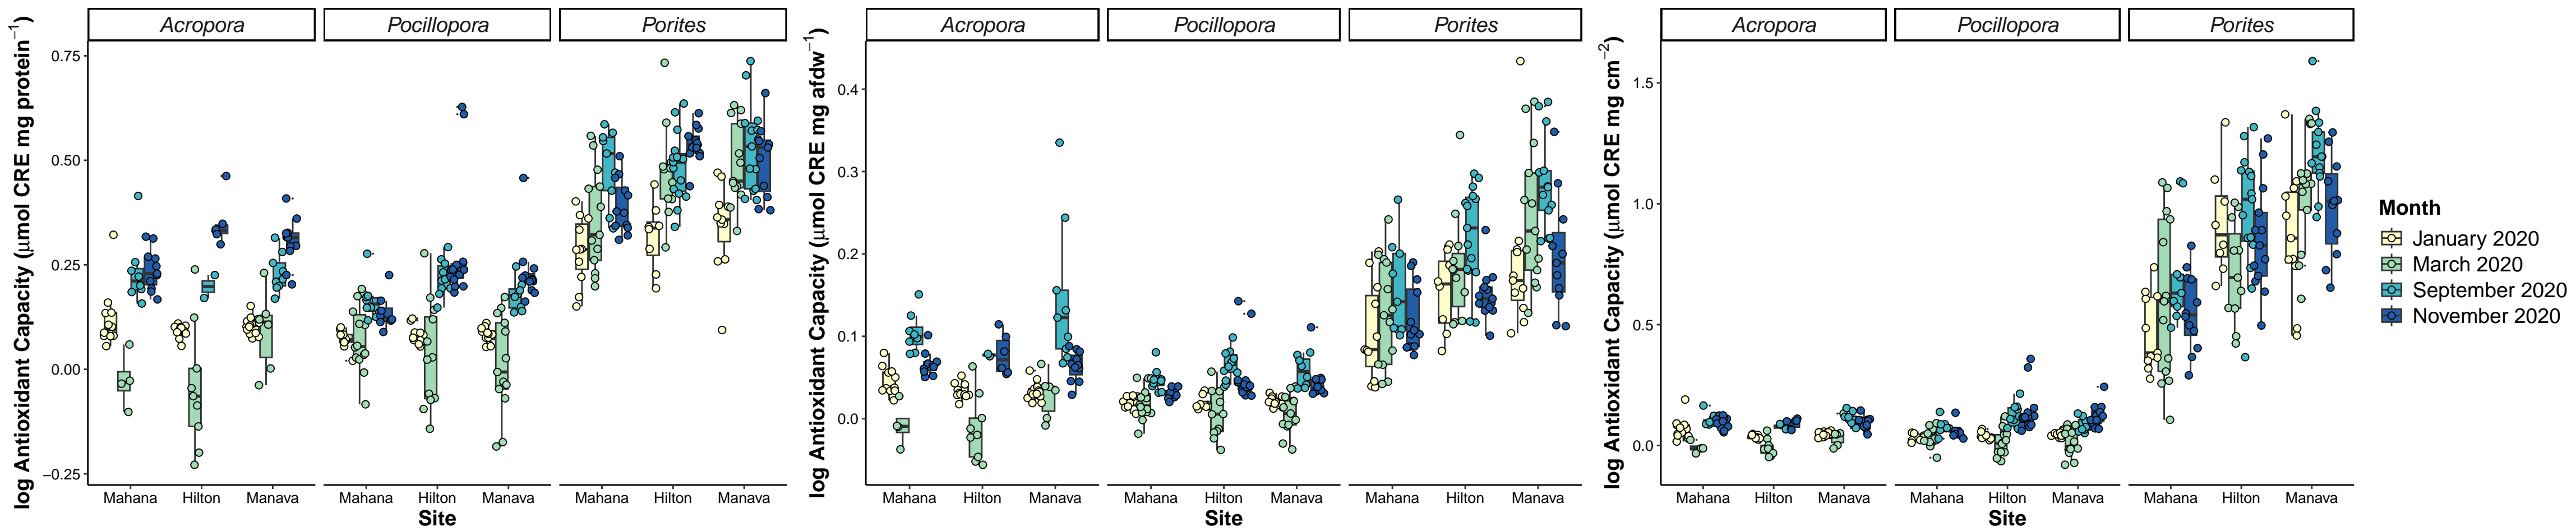 log Antioxidant Capacity (μmol CRE mg protein⁻¹)
Acropora Pocillopora Porites
0.75
0.50
0.25
0.00
−0.25
Mahana Hilton Manava Mahana Hilton Manava Mahana Hilton Manava
Site
log Antioxidant Capacity (μmol CRE mg afdw⁻¹)
Acropora Pocillopora Porites
0.4
0.3
0.2
0.1
0.0
Mahana Hilton Manava Mahana Hilton Manava Mahana Hilton Manava
Site
log Antioxidant Capacity (μmol CRE mg cm⁻²)
Acropora Pocillopora Porites
1.5
1.0
0.5
0.0
Mahana Hilton Manava Mahana Hilton Manava Mahana Hilton Manava
Site
Month
January 2020
March 2020
September 2020
November 2020